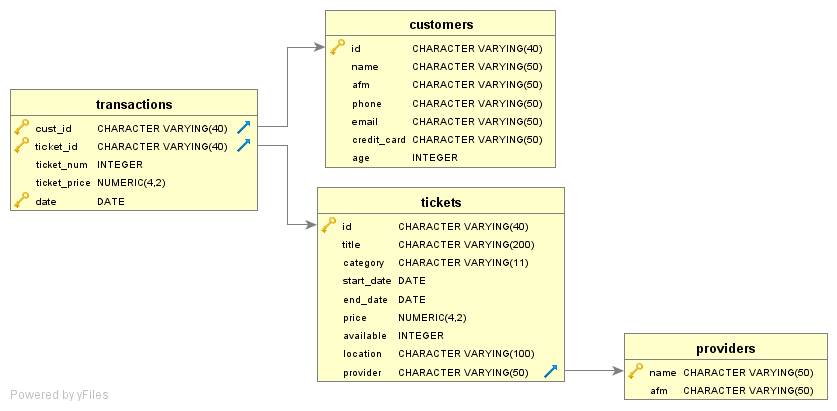 customers
id CHARACTER VARYING(40)
name CHARACTER VARYING(50)
afm CHARACTER VARYING(50)
phone CHARACTER VARYING(50)
email CHARACTER VARYING(50)
credit_card CHARACTER VARYING(50)
age INTEGER
transactions
cust_id CHARACTER VARYING(40)
ticket_id CHARACTER VARYING(40)
ticket_num INTEGER
ticket_price NUMERIC(4,2)
date DATE
tickets
id CHARACTER VARYING(40)
title CHARACTER VARYING(200)
category CHARACTER VARYING(11)
start_date DATE
end_date DATE
price NUMERIC(4,2)
available INTEGER
location CHARACTER VARYING(100)
provider CHARACTER VARYING(50)
providers
name CHARACTER VARYING(50)
afm CHARACTER VARYING(50)
Powered by yFiles